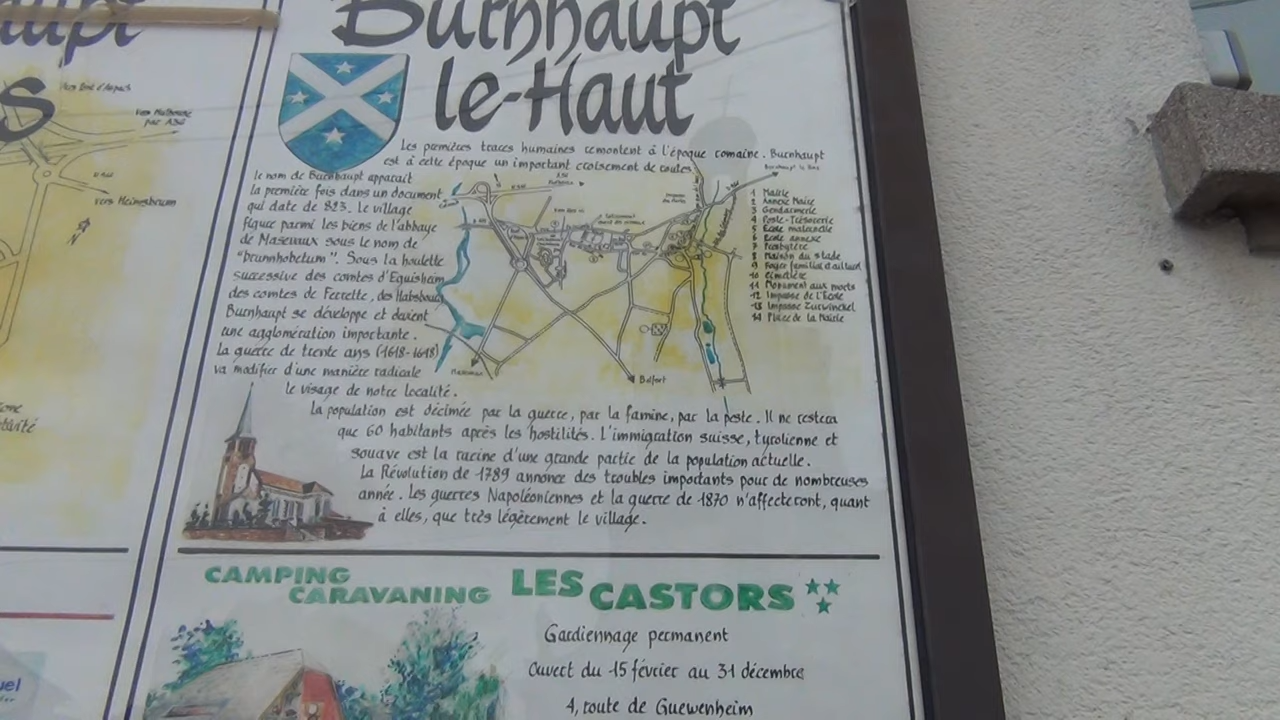 Burnhaupt
le-Haut
Les premières traces humaines remontent à l'époque romaine. Burnhaupt
est à cette époque un important croisement de routes
le nom de Burnhaupt apparait
la première fois dans un document
qui date de 823. Le village
figure parmi les biens de l'abbaye
de Masevaux sous le nom de
"brunnhobetum". Sous la houlette
successive des comtes d'Eguisheim
des comtes de Ferrette, des Habsbourg
Burnhaupt se développe et devient
une agglomération importante.
La guerre de trente ans (1618-1648)
va modifier d'une manière radicale
le visage de notre localité.
La population est décimée par la guerre, par la famine, par la peste. Il ne restera
que 60 habitants après les hostilités. L'immigration suisse, tyrolienne et
souave est la racine d'une grande partie de la population actuelle.
La Révolution de 1789 annonce des troubles importants pour de nombreuses
année. Les guerres Napoléoniennes et la guerre de 1870 n'affecteront, quant
à elles, que très légèrement le village.
1 Mairie
2 Annexe Mairie
3 Gendarmerie
4 Poste-Trésorerie
5 Ecole maternelle
6 Ecole annexe
7 Presbytère
8 Maison du stade
9 Foyer familial d'
10 Cimetière
11 Monument aux morts
12 Impasse de l'Ecole
13 Impasse Zurwinckel
14 Place de la Mairie
Masevaux
Belfort
vers Pont d'Aspach
vers Mulhouse
par A36
vers Heimsbrunn
CAMPING
CARAVANING
LES CASTORS
Gardiennage permanent
Ouvert du 15 février au 31 décembre
4, route de Guewenheim